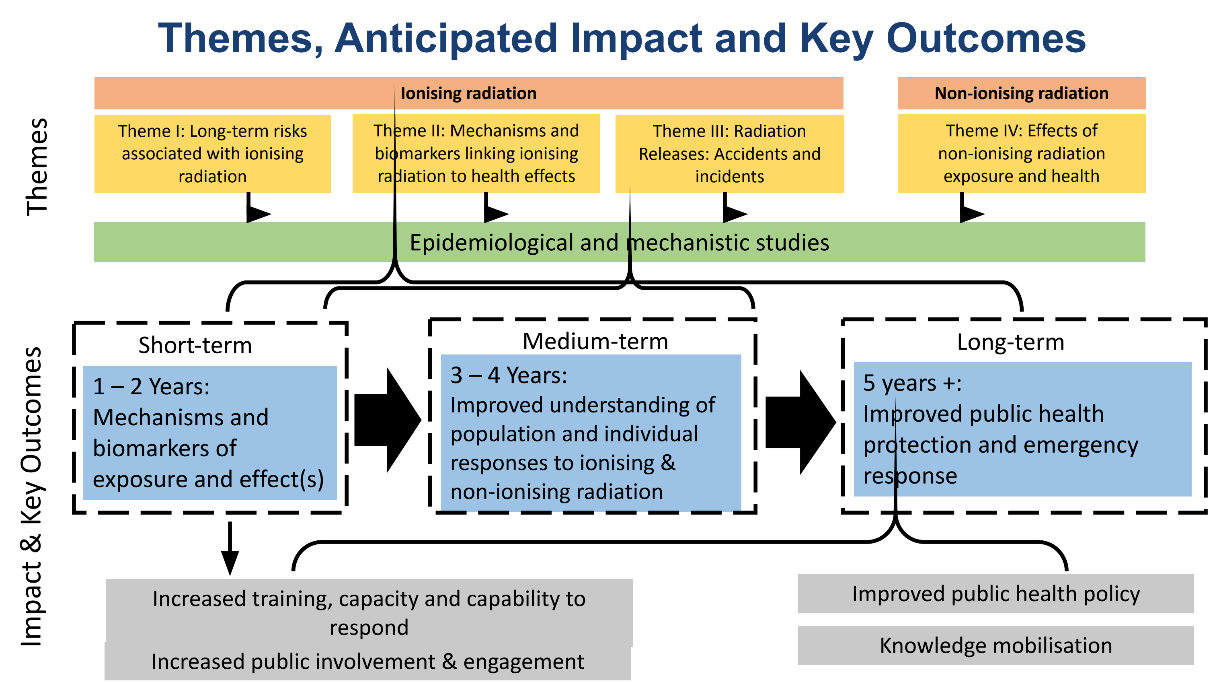 Themes, Anticipated Impact and Key Outcomes
Themes
Ionising radiation
Non-ionising radiation
Theme I: Long-term risks
associated with ionising
radiation
Theme II: Mechanisms and
biomarkers linking ionising
radiation to health effects
Theme III: Radiation
Releases: Accidents and
incidents
Theme IV: Effects of
non-ionising radiation
exposure and health
Epidemiological and mechanistic studies
Impact & Key Outcomes
Short-term
1 – 2 Years:
Mechanisms and
biomarkers of
exposure and effect(s)
Medium-term
3 – 4 Years:
Improved understanding of
population and individual
responses to ionising &
non-ionising radiation
Long-term
5 years +:
Improved public health
protection and emergency
response
Increased training, capacity and capability to
respond
Increased public involvement & engagement
Improved public health policy
Knowledge mobilisation